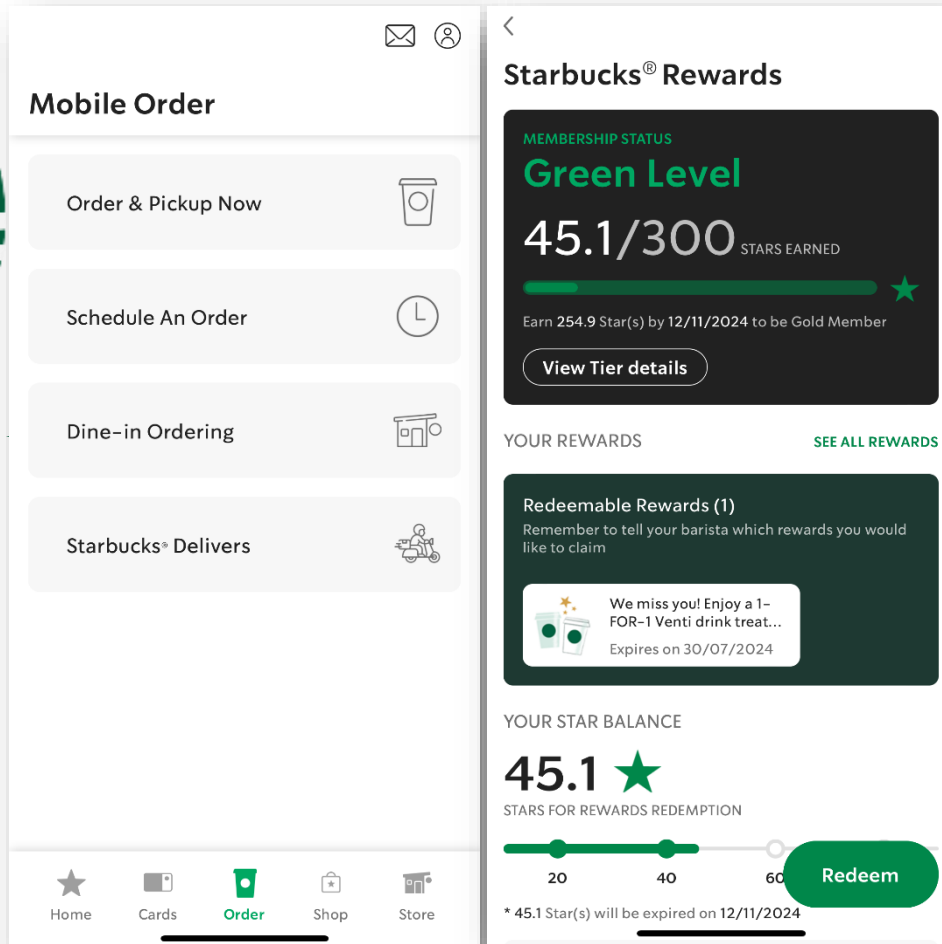 Mobile Order
Order & Pickup Now
Schedule An Order
Dine-in Ordering
Starbucks® Delivers
Home
Cards
Order
Shop
Store
Starbucks® Rewards
MEMBERSHIP STATUS
Green Level
45.1/300 STARS EARNED
Earn 254.9 Star(s) by 12/11/2024 to be Gold Member
View Tier details
YOUR REWARDS
SEE ALL REWARDS
Redeemable Rewards (1)
Remember to tell your barista which rewards you would
like to claim
We miss you! Enjoy a 1-
FOR-1 Venti drink treat...
Expires on 30/07/2024
YOUR STAR BALANCE
45.1
STARS FOR REWARDS REDEMPTION
20
40
60
Redeem
* 45.1 Star(s) will be expired on 12/11/2024